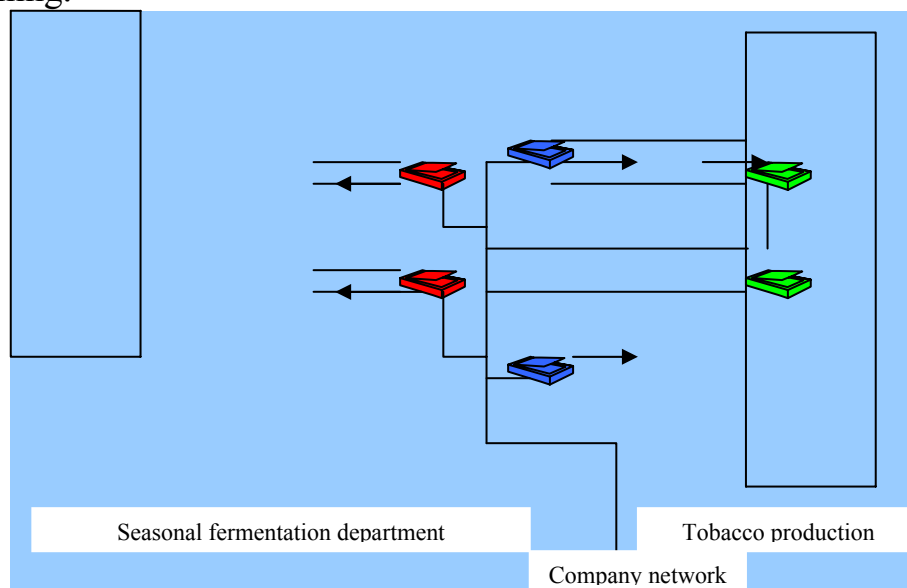 Seasonal fermentation department
Tobacco production
Company network